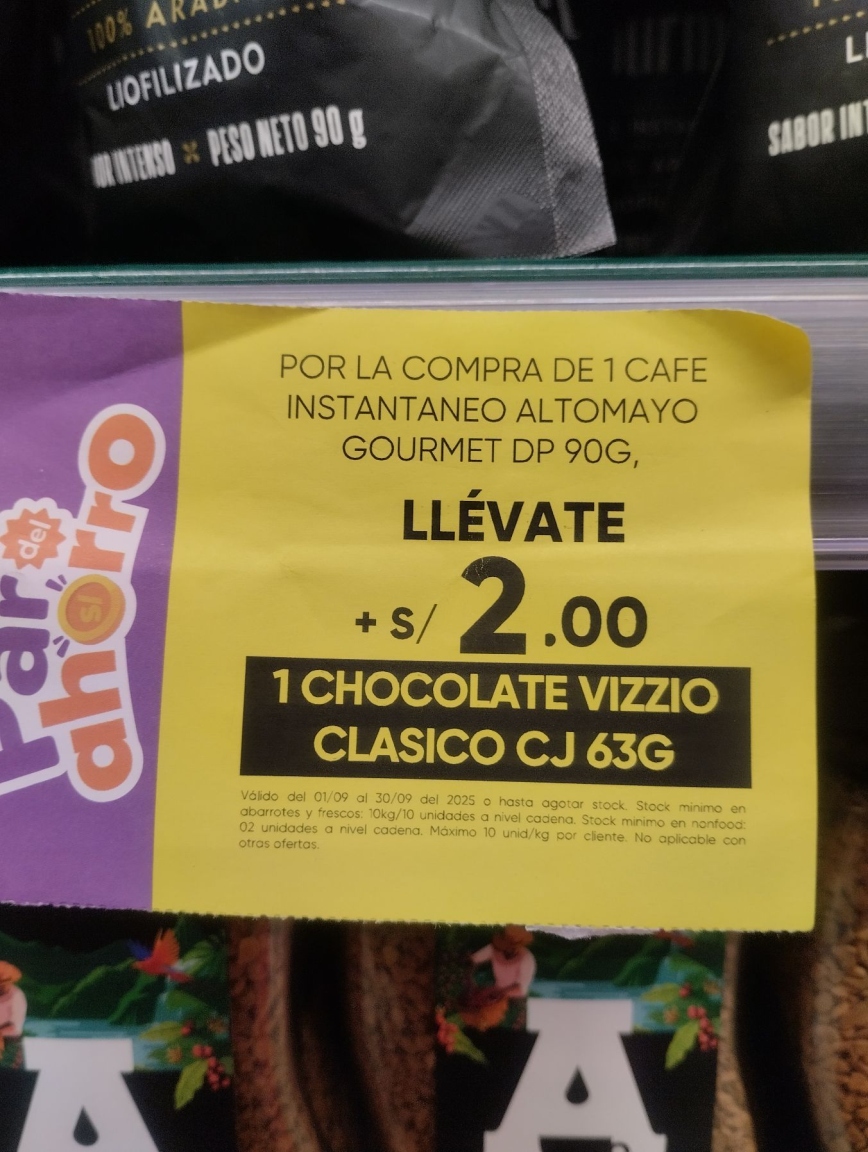 100%
LIOFILIZADO
INTENSO × PESO NETO 90 g
SABOR
POR LA COMPRA DE 1 CAFE
INSTANTANEO ALTOMAYO
GOURMET DP 90G,
LLÉVATE
+ S/ 2.00
1 CHOCOLATE VIZZIO
CLASICO CJ 63G
Válido del 01/09 al 30/09 del 2025 o hasta agotar stock. Stock mínimo en
abarrotes y frescos: 10kg/10 unidades a nivel cadena. Stock mínimo en nonfood:
02 unidades a nivel cadena. Máximo 10 unid/kg por cliente. No aplicable con
otras ofertas.
Par
del
ahorro
s/
A
A